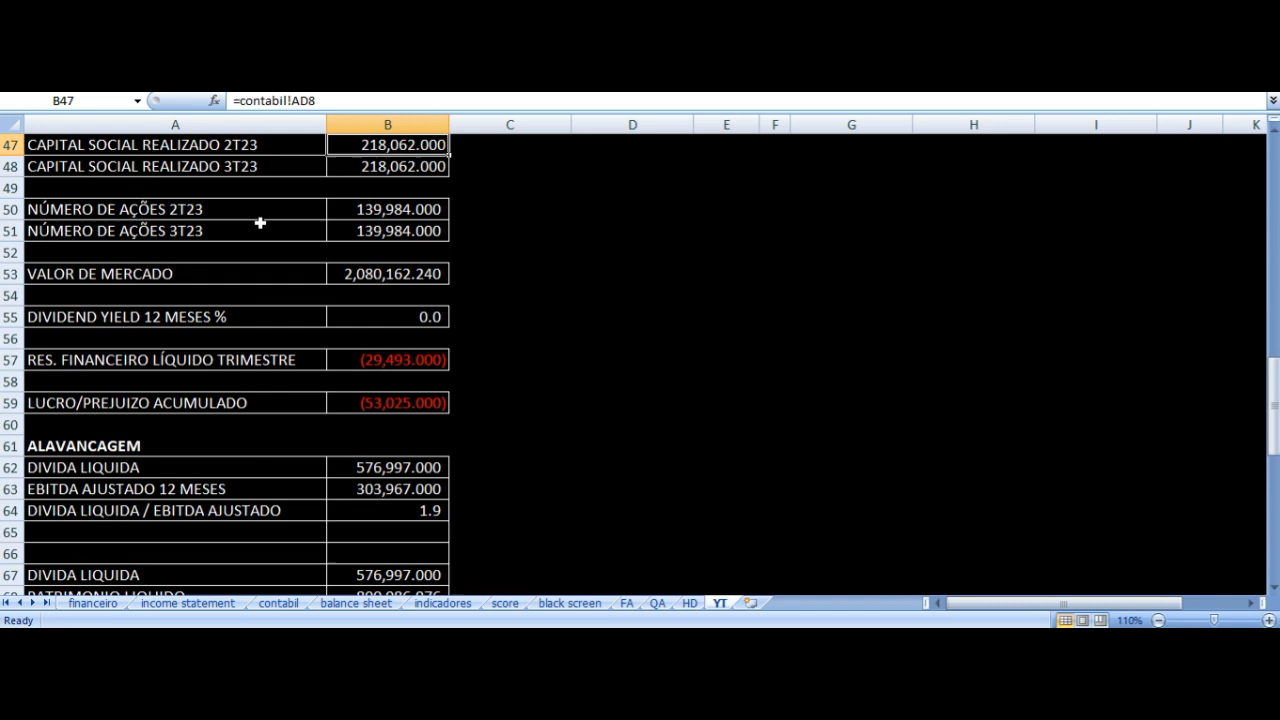 B47 fx =contabil!AD8
A B C D E F G H I J K
47 CAPITAL SOCIAL REALIZADO 2T23 218,062.000
48 CAPITAL SOCIAL REALIZADO 3T23 218,062.000
49
50 NÚMERO DE AÇÕES 2T23 139,984.000
51 NÚMERO DE AÇÕES 3T23 139,984.000
52
53 VALOR DE MERCADO 2,080,162.240
54
55 DIVIDEND YIELD 12 MESES % 0.0
56
57 RES. FINANCEIRO LÍQUIDO TRIMESTRE (29,493.000)
58
59 LUCRO/PREJUIZO ACUMULADO (53,025.000)
60
61 ALAVANCAGEM
62 DIVIDA LIQUIDA 576,997.000
63 EBITDA AJUSTADO 12 MESES 303,967.000
64 DIVIDA LIQUIDA / EBITDA AJUSTADO 1.9
65
66
67 DIVIDA LIQUIDA 576,997.000
financeiro income statement contabil balance sheet indicadores score black screen FA QA HD YT
Ready 110%